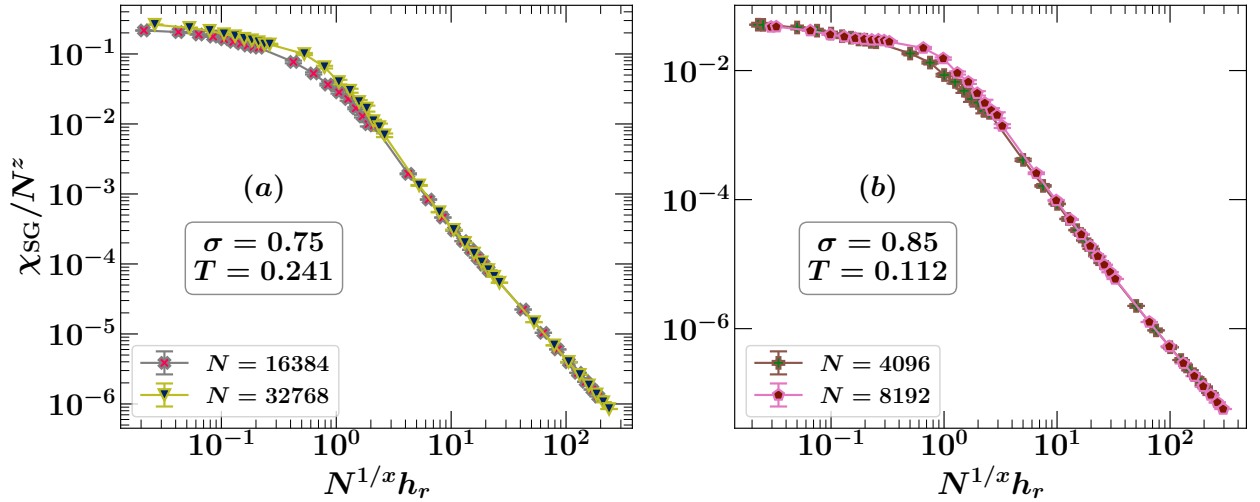 χ_SG/N^z
10^−1
10^−2
10^−3
10^−4
10^−5
10^−6
(a)
σ = 0.75
T = 0.241
N = 16384
N = 32768
10^−1 10^0 10^1 10^2
N^{1/x}h_r
10^−2
10^−4
10^−6
(b)
σ = 0.85
T = 0.112
N = 4096
N = 8192
10^−1 10^0 10^1 10^2
N^{1/x}h_r